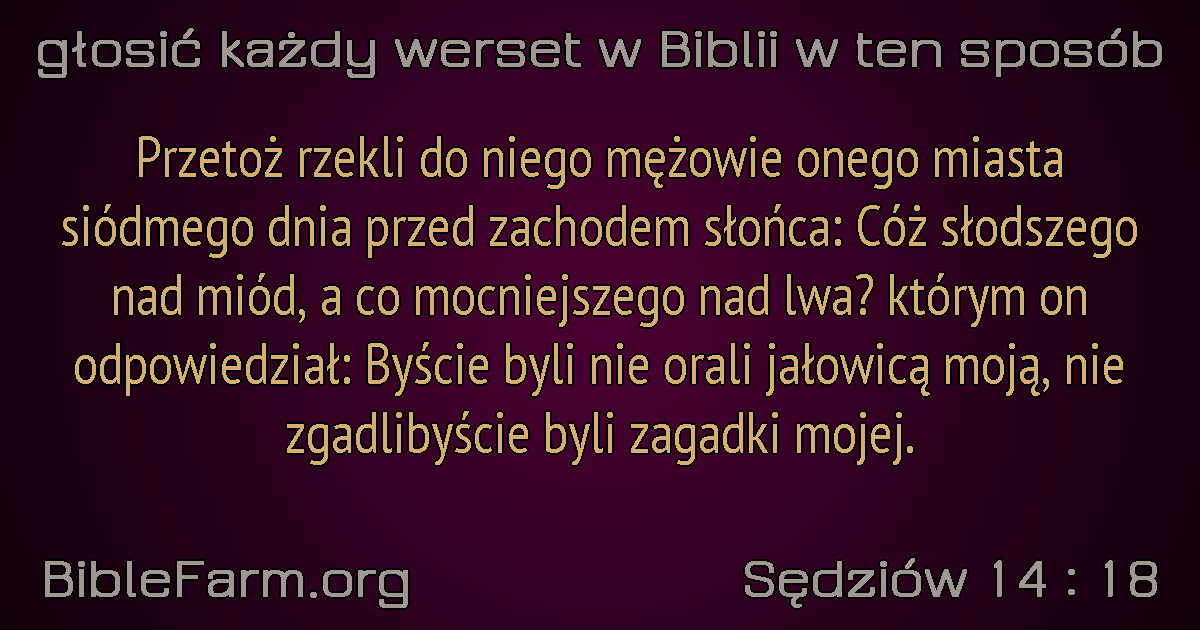 głosić każdy werset w Biblii w ten sposób
Przetoż rzekli do niego mężowie onego miasta
siódmego dnia przed zachodem słońca: Cóż słodszego
nad miód, a co mocniejszego nad lwa? którym on
odpowiedział: Byście byli nie orali jałowicą moją, nie
zgadlibyście byli zagadki mojej.
BibleFarm.org
Sędziów 14 : 18